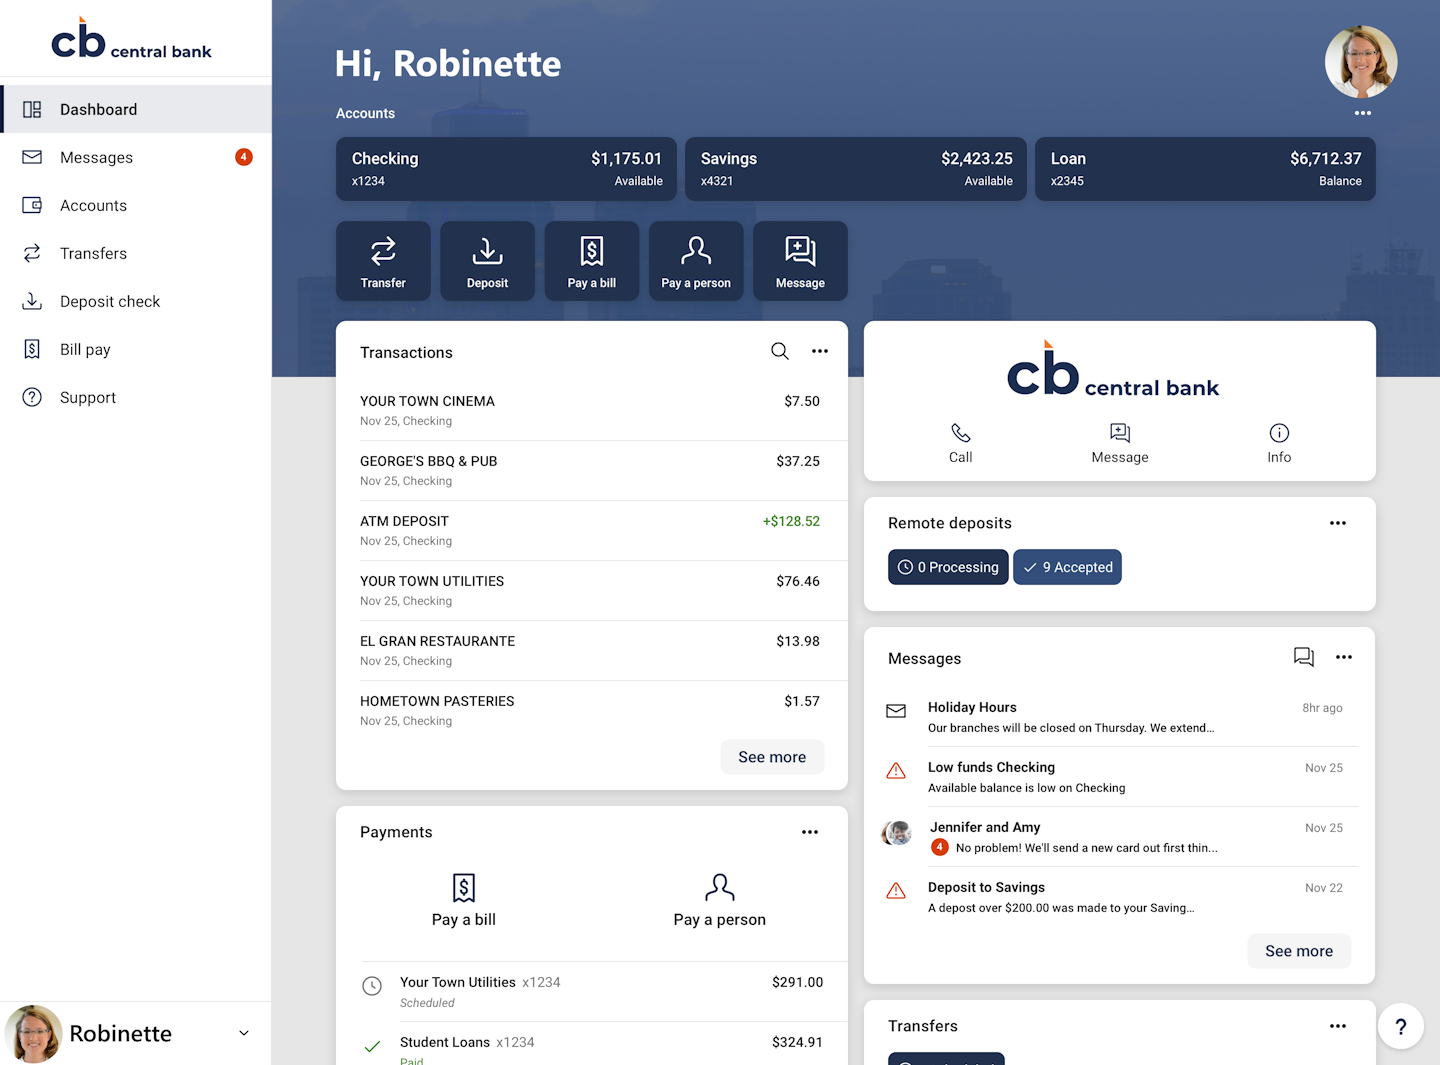 cb central bank
Dashboard
Messages 4
Accounts
Transfers
Deposit check
Bill pay
Support
Robinette
Hi, Robinette
Accounts
Checking $1,175.01
x1234 Available
Savings $2,423.25
x4321 Available
Loan $6,712.37
x2345 Balance
Transfer
Deposit
Pay a bill
Pay a person
Message
Transactions
YOUR TOWN CINEMA $7.50
Nov 25, Checking
GEORGE'S BBQ & PUB $37.25
Nov 25, Checking
ATM DEPOSIT +$128.52
Nov 25, Checking
YOUR TOWN UTILITIES $76.46
Nov 25, Checking
EL GRAN RESTAURANTE $13.98
Nov 25, Checking
HOMETOWN PASTERIES $1.57
Nov 25, Checking
See more
Payments
Pay a bill
Pay a person
Your Town Utilities x1234 $291.00
Scheduled
Student Loans x1234 $324.91
Paid
cb central bank
Call
Message
Info
Remote deposits
0 Processing
9 Accepted
Messages
Holiday Hours 8hr ago
Our branches will be closed on Thursday. We extend...
Low funds Checking Nov 25
Available balance is low on Checking
Jennifer and Amy Nov 25
4 No problem! We'll send a new card out first thin...
Deposit to Savings Nov 22
A depost over $200.00 was made to your Saving...
See more
Transfers
?